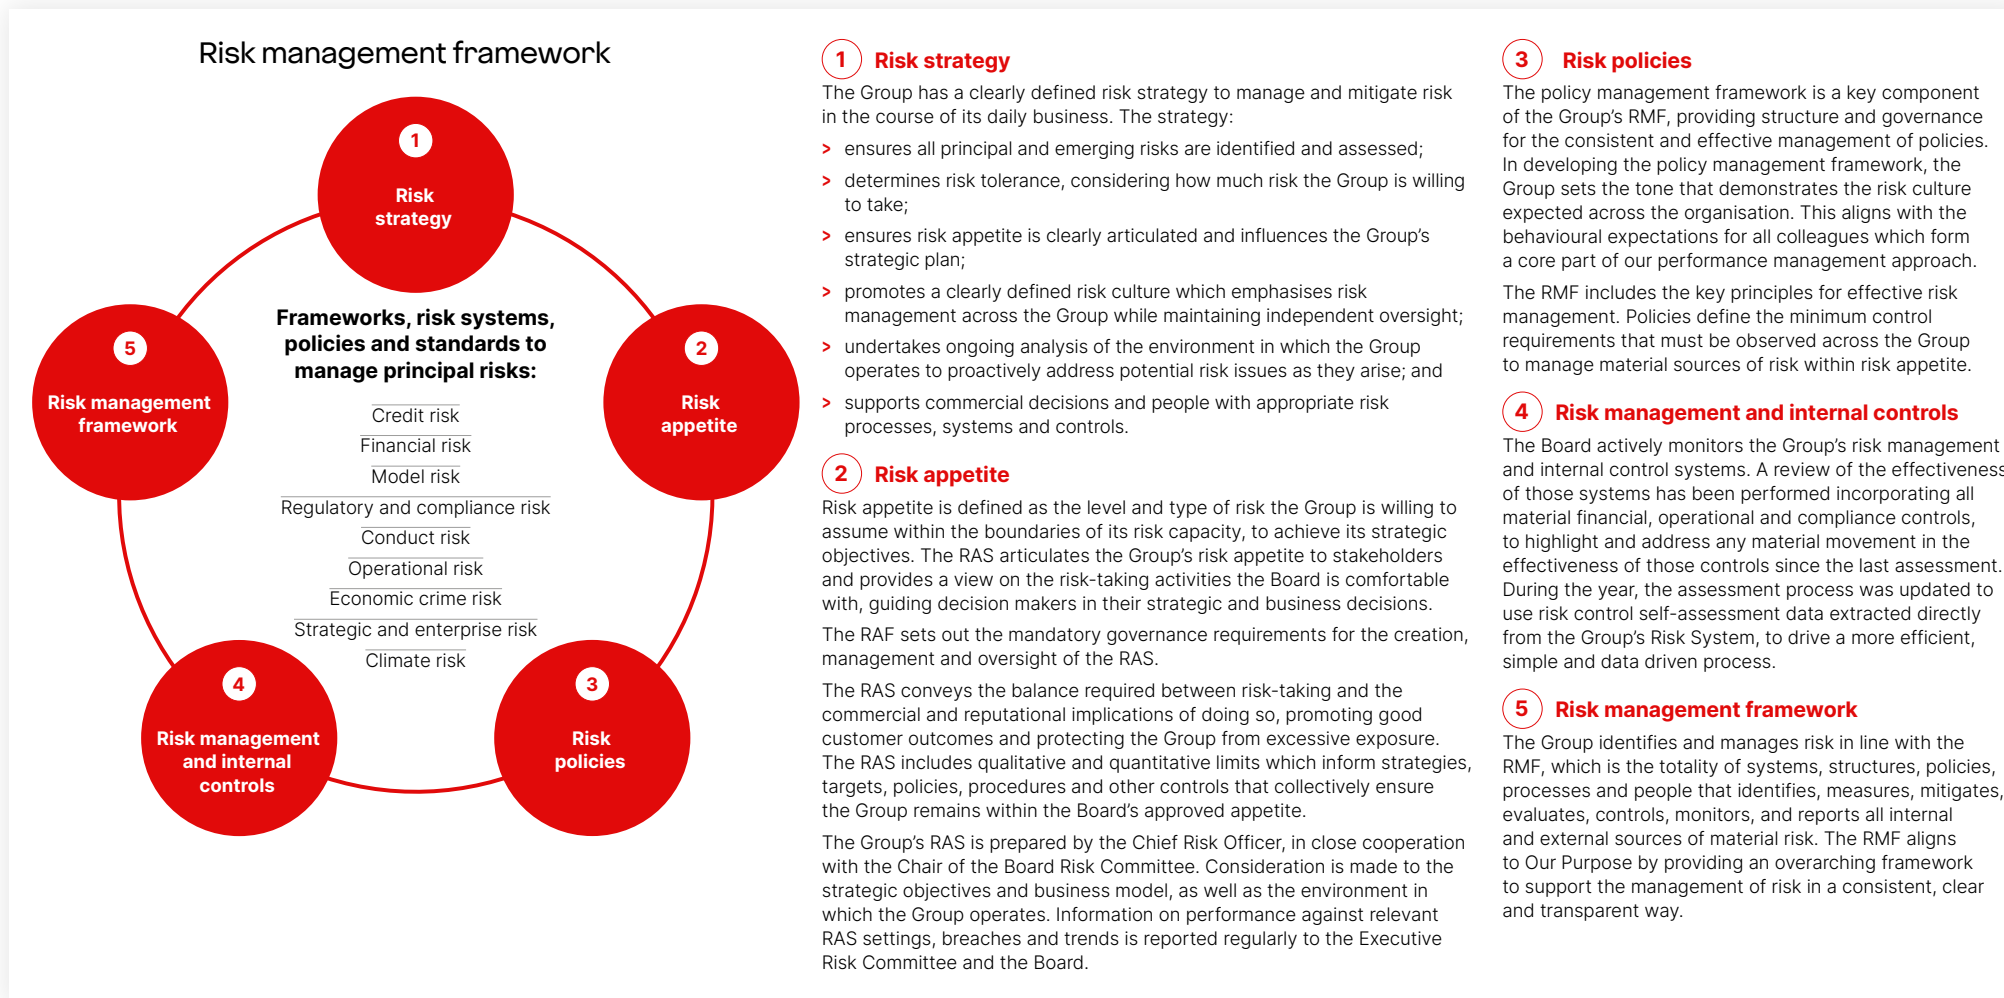 Risk management framework
1
Risk
strategy
2
Risk
appetite
3
Risk
policies
4
Risk management
and internal
controls
5
Risk management
framework
Frameworks, risk systems,
policies and standards to
manage principal risks:
Credit risk
Financial risk
Model risk
Regulatory and compliance risk
Conduct risk
Operational risk
Economic crime risk
Strategic and enterprise risk
Climate risk
1 Risk strategy
The Group has a clearly defined risk strategy to manage and mitigate risk
in the course of its daily business. The strategy:
> ensures all principal and emerging risks are identified and assessed;
> determines risk tolerance, considering how much risk the Group is willing
to take;
> ensures risk appetite is clearly articulated and influences the Group’s
strategic plan;
> promotes a clearly defined risk culture which emphasises risk
management across the Group while maintaining independent oversight;
> undertakes ongoing analysis of the environment in which the Group
operates to proactively address potential risk issues as they arise; and
> supports commercial decisions and people with appropriate risk
processes, systems and controls.
2 Risk appetite
Risk appetite is defined as the level and type of risk the Group is willing to
assume within the boundaries of its risk capacity, to achieve its strategic
objectives. The RAS articulates the Group’s risk appetite to stakeholders
and provides a view on the risk-taking activities the Board is comfortable
with, guiding decision makers in their strategic and business decisions.
The RAF sets out the mandatory governance requirements for the creation,
management and oversight of the RAS.
The RAS conveys the balance required between risk-taking and the
commercial and reputational implications of doing so, promoting good
customer outcomes and protecting the Group from excessive exposure.
The RAS includes qualitative and quantitative limits which inform strategies,
targets, policies, procedures and other controls that collectively ensure
the Group remains within the Board’s approved appetite.
The Group’s RAS is prepared by the Chief Risk Officer, in close cooperation
with the Chair of the Board Risk Committee. Consideration is made to the
strategic objectives and business model, as well as the environment in
which the Group operates. Information on performance against relevant
RAS settings, breaches and trends is reported regularly to the Executive
Risk Committee and the Board.
3 Risk policies
The policy management framework is a key component
of the Group’s RMF, providing structure and governance
for the consistent and effective management of policies.
In developing the policy management framework, the
Group sets the tone that demonstrates the risk culture
expected across the organisation. This aligns with the
behavioural expectations for all colleagues which form
a core part of our performance management approach.
The RMF includes the key principles for effective risk
management. Policies define the minimum control
requirements that must be observed across the Group
to manage material sources of risk within risk appetite.
4 Risk management and internal controls
The Board actively monitors the Group’s risk management
and internal control systems. A review of the effectiveness
of those systems has been performed incorporating all
material financial, operational and compliance controls,
to highlight and address any material movement in the
effectiveness of those controls since the last assessment.
During the year, the assessment process was updated to
use risk control self-assessment data extracted directly
from the Group’s Risk System, to drive a more efficient,
simple and data driven process.
5 Risk management framework
The Group identifies and manages risk in line with the
RMF, which is the totality of systems, structures, policies,
processes and people that identifies, measures, mitigates,
evaluates, controls, monitors, and reports all internal
and external sources of material risk. The RMF aligns
to Our Purpose by providing an overarching framework
to support the management of risk in a consistent, clear
and transparent way.